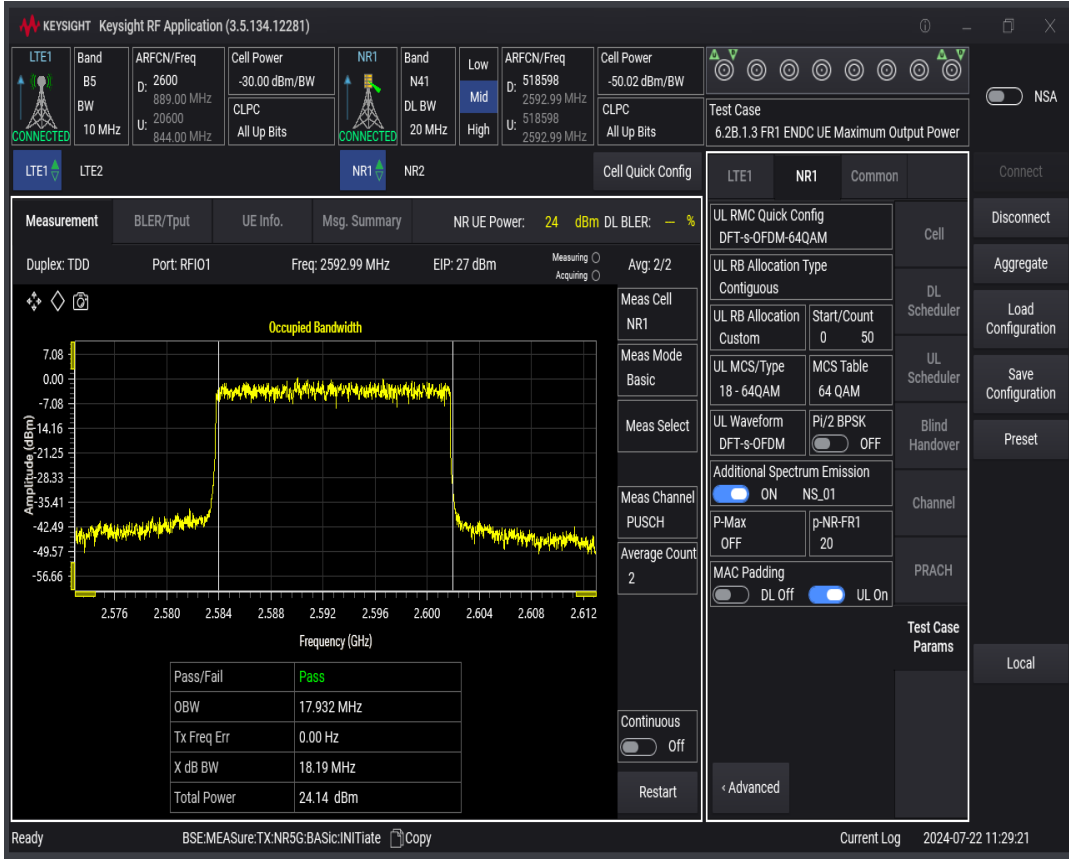 KEYSIGHT Keysight RF Application (3.5.134.12281)
LTE1
CONNECTED
Band
B5
BW
10 MHz
ARFCN/Freq
D: 2600
889.00 MHz
U: 20600
844.00 MHz
Cell Power
-30.00 dBm/BW
CLPC
All Up Bits
NR1
CONNECTED
Band
N41
DL BW
20 MHz
Low
Mid
High
ARFCN/Freq
D: 518598
2592.99 MHz
U: 518598
2592.99 MHz
Cell Power
-50.02 dBm/BW
CLPC
All Up Bits
Test Case
6.2B.1.3 FR1 ENDC UE Maximum Output Power
NSA
LTE1 LTE2 NR1 NR2 Cell Quick Config
Measurement BLER/Tput UE Info. Msg. Summary NR UE Power: 24 dBm DL BLER: --- %
Duplex: TDD Port: RFIO1 Freq: 2592.99 MHz EIP: 27 dBm Measuring Acquiring Avg: 2/2
Occupied Bandwidth
Amplitude (dBm)
7.08
0.00
-7.08
-14.16
-21.25
-28.33
-35.41
-42.49
-49.57
-56.66
2.576 2.580 2.584 2.588 2.592 2.596 2.600 2.604 2.608 2.612
Frequency (GHz)
Pass/Fail Pass
OBW 17.932 MHz
Tx Freq Err 0.00 Hz
X dB BW 18.19 MHz
Total Power 24.14 dBm
Meas Cell
NR1
Meas Mode
Basic
Meas Select
Meas Channel
PUSCH
Average Count
2
Continuous
Off
Restart
LTE1 NR1 Common
UL RMC Quick Config
DFT-s-OFDM-64QAM
UL RB Allocation Type
Contiguous
UL RB Allocation
Custom
Start/Count
0 50
UL MCS/Type
18 - 64QAM
MCS Table
64 QAM
UL Waveform
DFT-s-OFDM
Pi/2 BPSK
OFF
Additional Spectrum Emission
ON NS_01
P-Max
OFF
p-NR-FR1
20
MAC Padding
DL Off UL On
‹ Advanced
Cell
DL
Scheduler
UL
Scheduler
Blind
Handover
Channel
PRACH
Test Case
Params
Connect
Disconnect
Aggregate
Load
Configuration
Save
Configuration
Preset
Local
Ready BSE:MEASure:TX:NR5G:BASic:INITiate Copy Current Log 2024-07-22 11:29:21